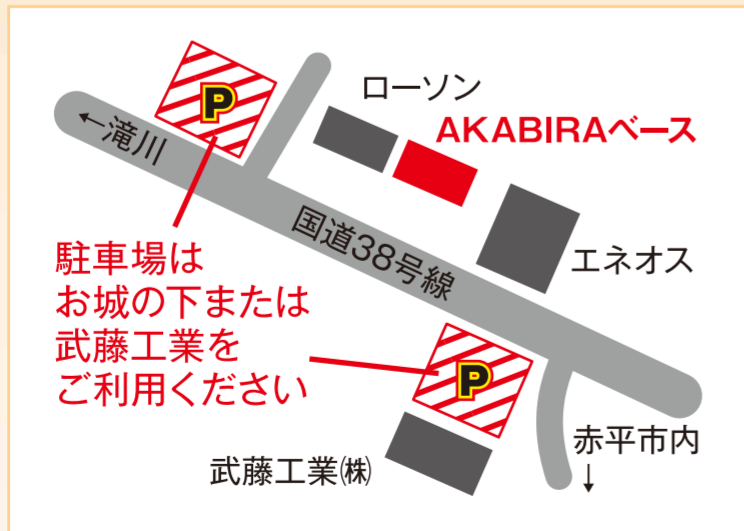 P
ローソン
AKABIRAベース
←滝川
国道38号線
エネオス
駐車場は
お城の下または
武藤工業を
ご利用ください
P
武藤工業㈱
赤平市内
↓